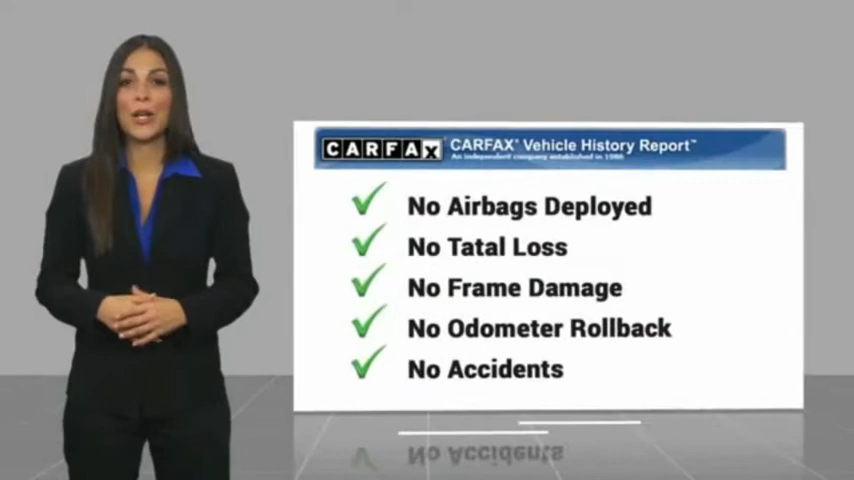 CARFAX CARFAX® Vehicle History Report™
An independent company established in 1986
No Airbags Deployed
No Tatal Loss
No Frame Damage
No Odometer Rollback
No Accidents
No Accidents